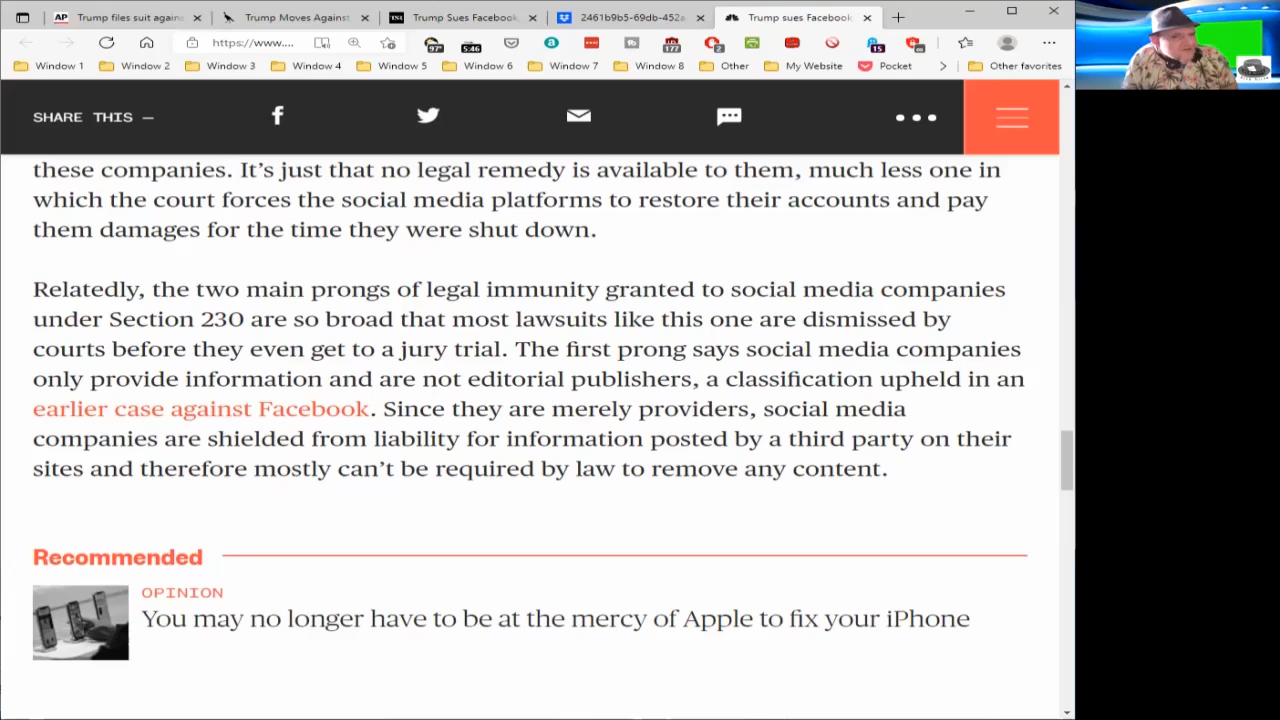 Trump files suit again
Trump Moves Against
Trump Sues Facebook,
2461b9b5-69db-452a
Trump sues Facebook
https://www....
97°
5:46
177
2
15
Window 1
Window 2
Window 3
Window 4
Window 5
Window 6
Window 7
Window 8
Other
My Website
Pocket
Other favorites
SHARE THIS —
these companies. It’s just that no legal remedy is available to them, much less one in
which the court forces the social media platforms to restore their accounts and pay
them damages for the time they were shut down.
Relatedly, the two main prongs of legal immunity granted to social media companies
under Section 230 are so broad that most lawsuits like this one are dismissed by
courts before they even get to a jury trial. The first prong says social media companies
only provide information and are not editorial publishers, a classification upheld in an
earlier case against Facebook. Since they are merely providers, social media
companies are shielded from liability for information posted by a third party on their
sites and therefore mostly can’t be required by law to remove any content.
Recommended
OPINION
You may no longer have to be at the mercy of Apple to fix your iPhone